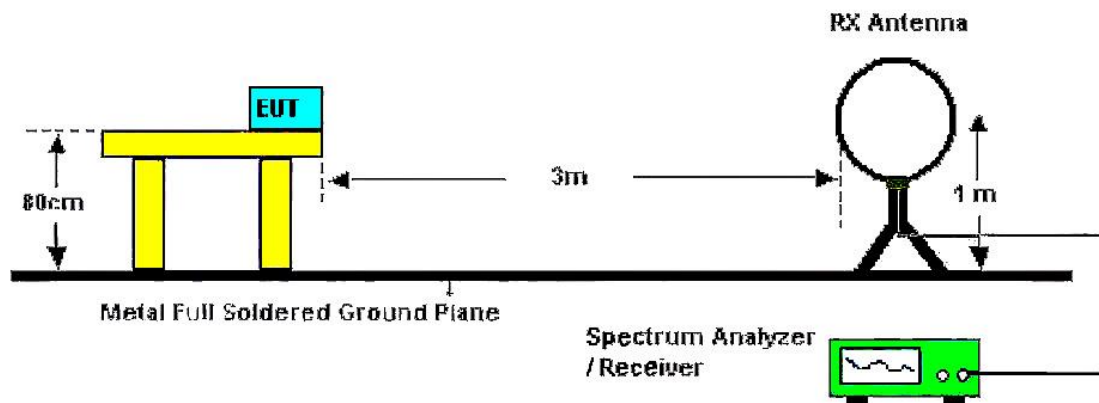 RX Antenna
EUT
80cm
3m
1 m
Metal Full Soldered Ground Plane
Spectrum Analyzer
/ Receiver